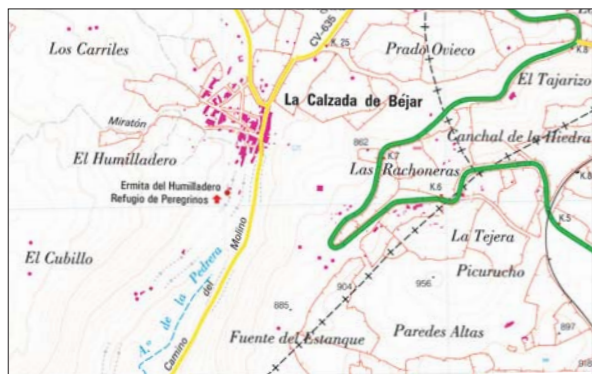 Los Carriles
CV-635
K. 25
Prado Ovieco
K.8
El Tajarizo
La Calzada de Béjar
Miratón
862
Canchal de la Hiedra
El Humilladero
K.7
Las Rachoneras
Ermita del Humilladero
Refugio de Peregrinos
K.6
K.5
La Tejera
El Cubillo
A.º de la Pedrera
Camino del Molino
904
956
Picurucho
885
Fuente del Estanque
Paredes Altas
897